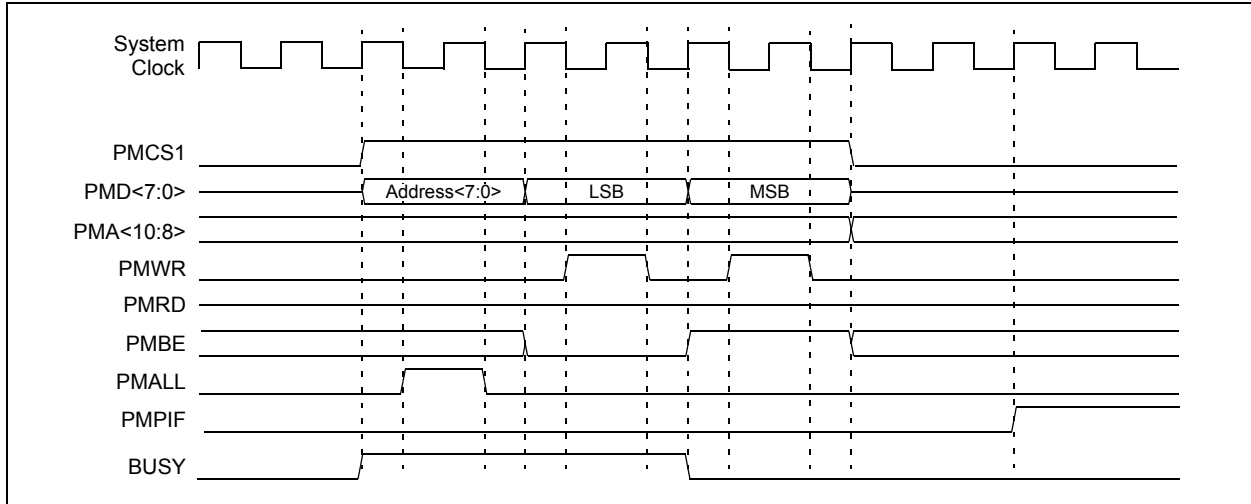 System
Clock
PMCS1
PMD<7:0>
Address<7:0>
LSB
MSB
PMA<10:8>
PMWR
PMRD
PMBE
PMALL
PMPIF
BUSY